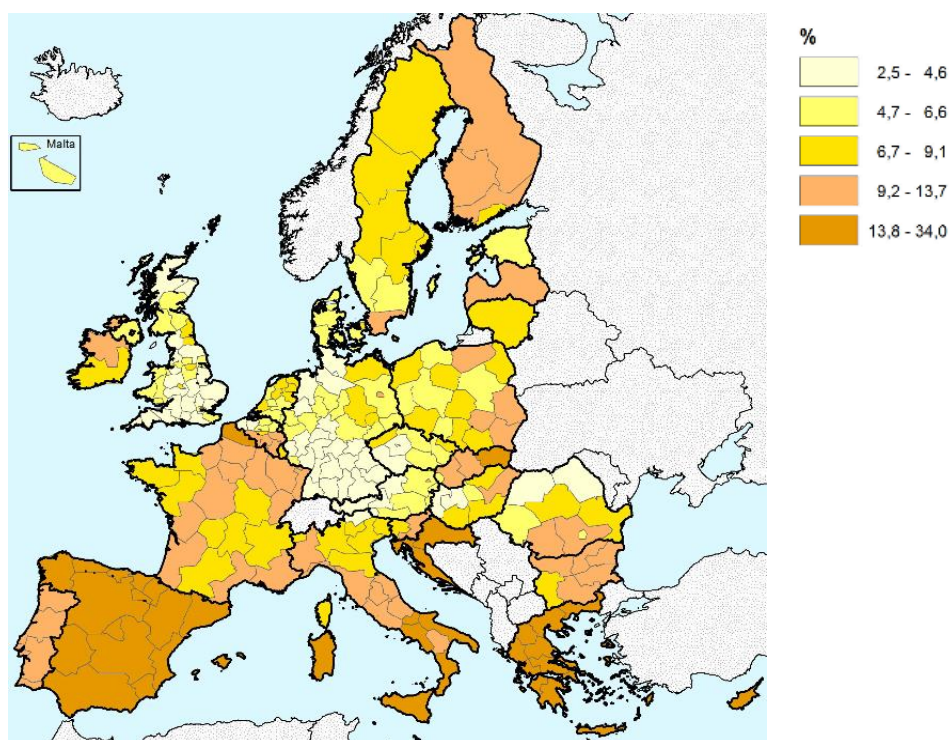 Malta
%
2,5 - 4,6
4,7 - 6,6
6,7 - 9,1
9,2 - 13,7
13,8 - 34,0